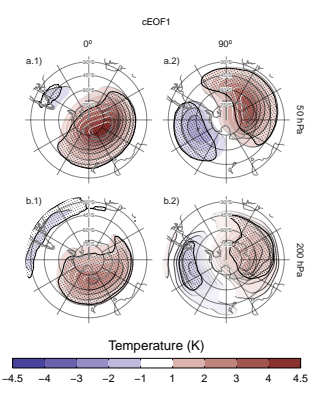 cEOF1
0º 90º
a.1) a.2)
50 hPa
b.1) b.2)
200 hPa
Temperature (K)
−4.5 −4 −3 −2 −1 1 2 3 4 4.5